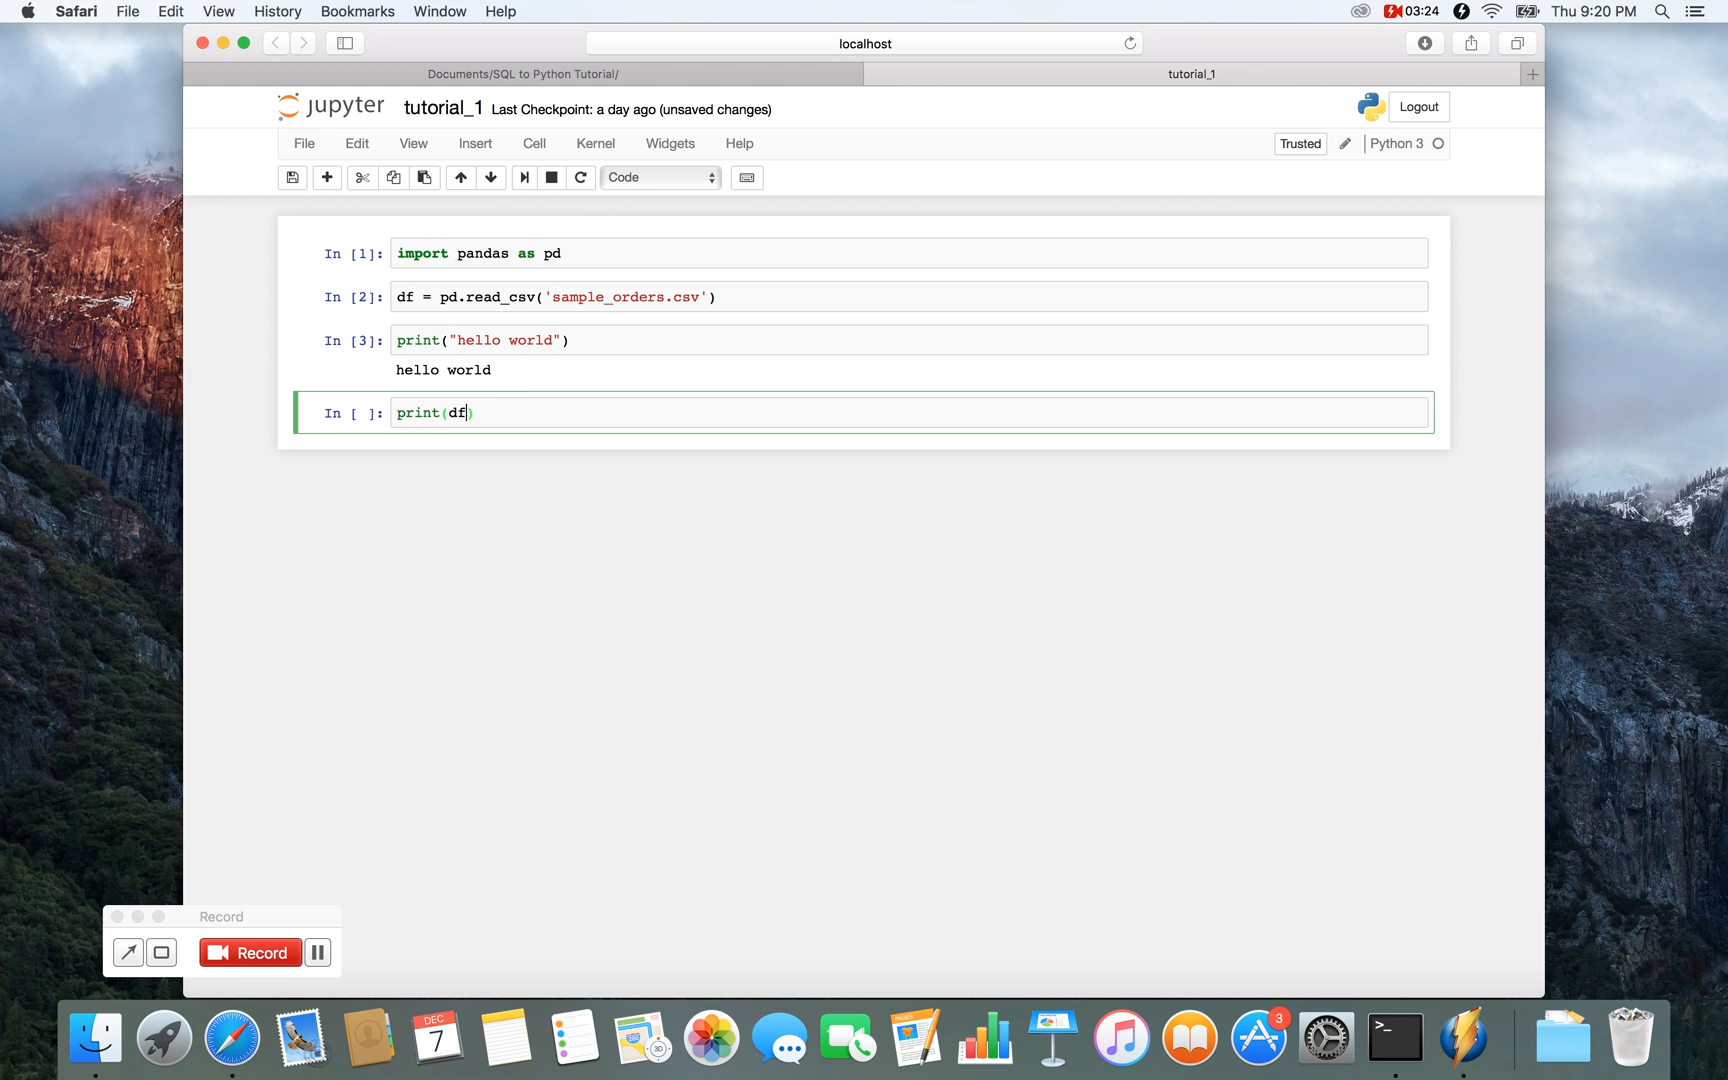 Safari File Edit View History Bookmarks Window Help 03:24 Thu 9:20 PM
localhost
Documents/SQL to Python Tutorial/ tutorial_1
jupyter tutorial_1 Last Checkpoint: a day ago (unsaved changes) Logout
File Edit View Insert Cell Kernel Widgets Help Trusted Python 3
Code
In [1]: import pandas as pd
In [2]: df = pd.read_csv('sample_orders.csv')
In [3]: print("hello world")
hello world
In [ ]: print(df)
Record
Record
DEC
7
PAGES
3D
3
>_